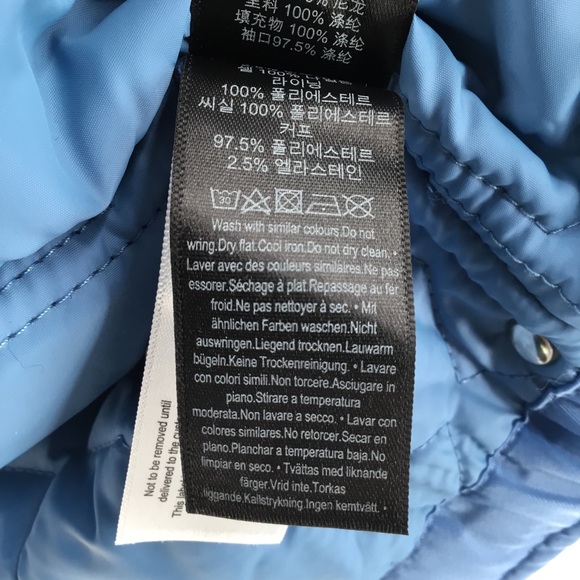 100% 尼龙
里料 100% 涤纶
填充物 100% 涤纶
袖口97.5% 涤纶
라이닝
100% 폴리에스테르
씨실 100% 폴리에스테르
커프
97.5% 폴리에스테르
2.5% 엘라스테인
30
Wash with similar colours.Do not
wring.Dry flat.Cool iron.Do not dry clean. •
Laver avec des couleurs similaires.Ne pas
essorer.Séchage à plat Repassage au fer
froid.Ne pas nettoyer à sec. • Mit
ähnlichen Farben waschen.Nicht
auswringen.Liegend trocknen.Lauwarm
bügeln.Keine Trockenreinigung. • Lavare
con colori simili.Non torcere.Asciugare in
piano.Stirare a temperatura
moderata.Non lavare a secco. • Lavar con
colores similares.No retorcer.Secar en
plano.Planchar a temperatura baja.No
limpiar en seco. • Tvättas med liknande
färger.Vrid inte.Torkas
liggande.Kallstrykning.Ingen kemtvätt. •
Not to be removed until
delivered to the
This